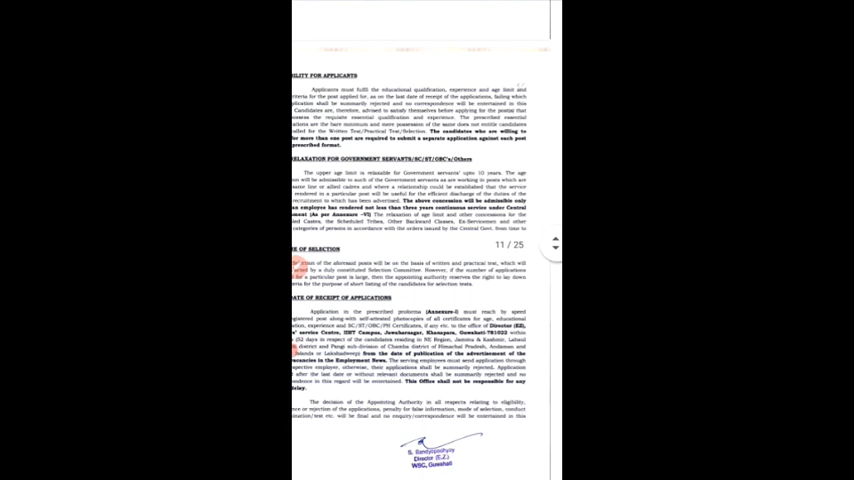 ILITY FOR APPLICANTS
Applicants must fulfil the educational qualification, experience and age limit and
riteria for the post applied for, as on the last date of receipt of the applications, failing which
plication shall be summarily rejected and no correspondence will be entertained in this
Candidates are, therefore, advised to satisfy themselves before applying for the post(s) that
ossess the requisite essential qualification and experience. The prescribed essential
ations are the bare minimum and mere possession of the same does not entitle candidates
alled for the Written Test/Practical Test/Selection. The candidates who are willing to
for more than one post are required to submit a separate application against each post
prescribed format.
RELAXATION FOR GOVERNMENT SERVANTS/SC/ST/OBC's/Others
The upper age limit is relaxable for Government servants' upto 10 years. The age
on will be admissible to such of the Government servants as are working in posts which are
same line or allied cadres and where a relationship could be established that the service
rendered in a particular post will be useful for the efficient discharge of the duties of the
recruitment to which has been advertised. The above concession will be admissible only
an employee has rendered not less than three years continuous service under Central
ment (As per Annexure –VI) The relaxation of age limit and other concessions for the
led Castes, the Scheduled Tribes, Other Backward Classes, Ex-Servicemen and other
categories of persons in accordance with the orders issued by the Central Govt. from time to
11 / 25
E OF SELECTION
ction of the aforesaid posts will be on the basis of written and practical test, which will
ucted by a duly constituted Selection Committee. However, if the number of applications
for a particular post is large, then the appointing authority reserves the right to lay down
teria for the purpose of short listing of the candidates for selection tests.
DATE OF RECEIPT OF APPLICATIONS
Application in the prescribed proforma (Annexure-I) must reach by speed
egistered post along with self-attested photocopies of all certificates for age, educational
ation, experience and SC/ST/OBC/PH Certificates, if any etc. to the office of Director (EZ),
s' service Centre, IIHT Campus, Jawaharnagar, Khanapara, Guwahati-781022 within
(52 days in respect of the candidates residing in NE Region, Jammu & Kashmir, Lahaul
district and Pangi sub-division of Chamba district of Himachal Pradesh, Andaman and
Islands or Lakshadweep) from the date of publication of the advertisement of the
vacancies in the Employment News. The serving employees must send application through
spective employer, otherwise, their applications shall be summarily rejected. Application
after the last date or without relevant documents shall be summarily rejected and no
pondence in this regard will be entertained. This Office shall not be responsible for any
delay.
The decision of the Appointing Authority in all respects relating to eligibility,
nce or rejection of the applications, penalty for false information, mode of selection, conduct
mination/test etc. will be final and no enquiry/correspondence will be entertained in this
S. Bandyopadhyay
Director (E.Z.)
WSC, Guwahati